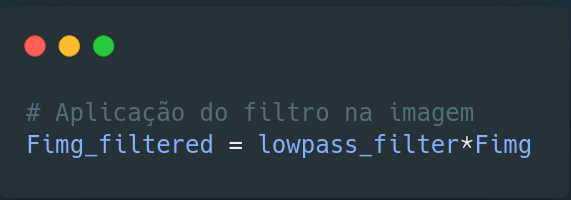 # Aplicação do filtro na imagem
Fimg_filtered = lowpass_filter*Fimg